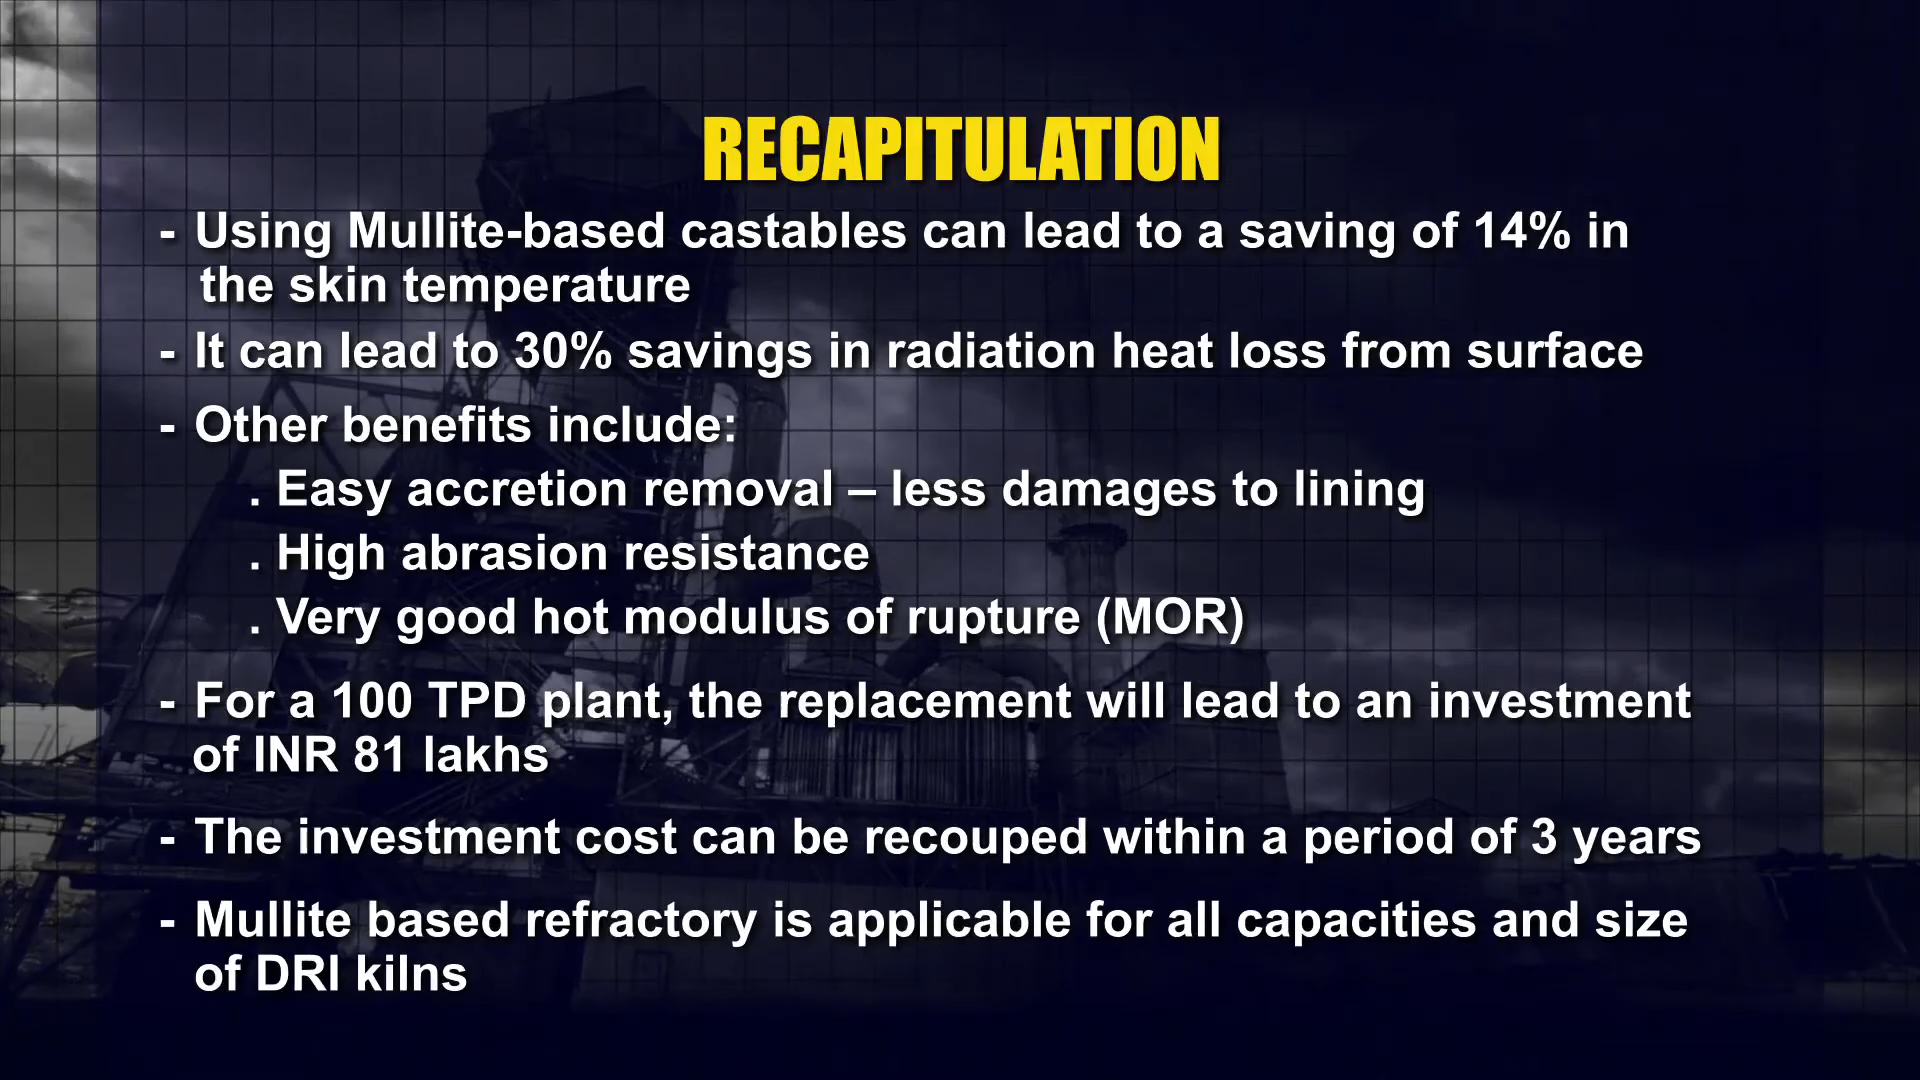 RECAPITULATION
- Using Mullite-based castables can lead to a saving of 14% in
the skin temperature
- It can lead to 30% savings in radiation heat loss from surface
- Other benefits include:
. Easy accretion removal – less damages to lining
. High abrasion resistance
. Very good hot modulus of rupture (MOR)
- For a 100 TPD plant, the replacement will lead to an investment
of INR 81 lakhs
- The investment cost can be recouped within a period of 3 years
- Mullite based refractory is applicable for all capacities and size
of DRI kilns